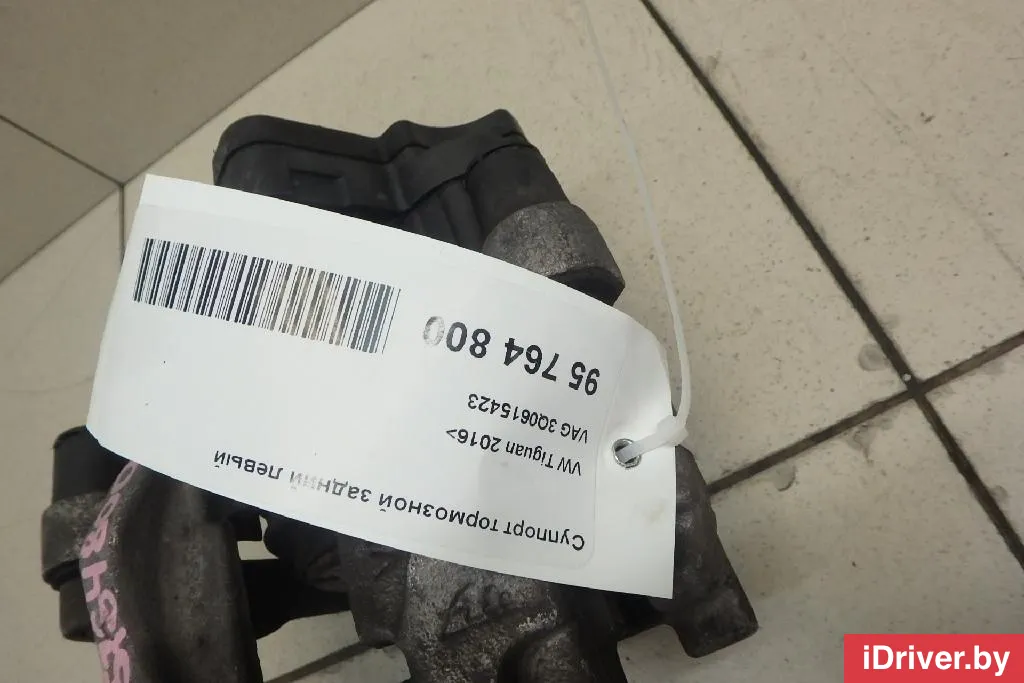 Суппорт тормозной задний левый
VW Tiguan 2016>
VAG 3Q0615423
95 764 800
iDriver.by